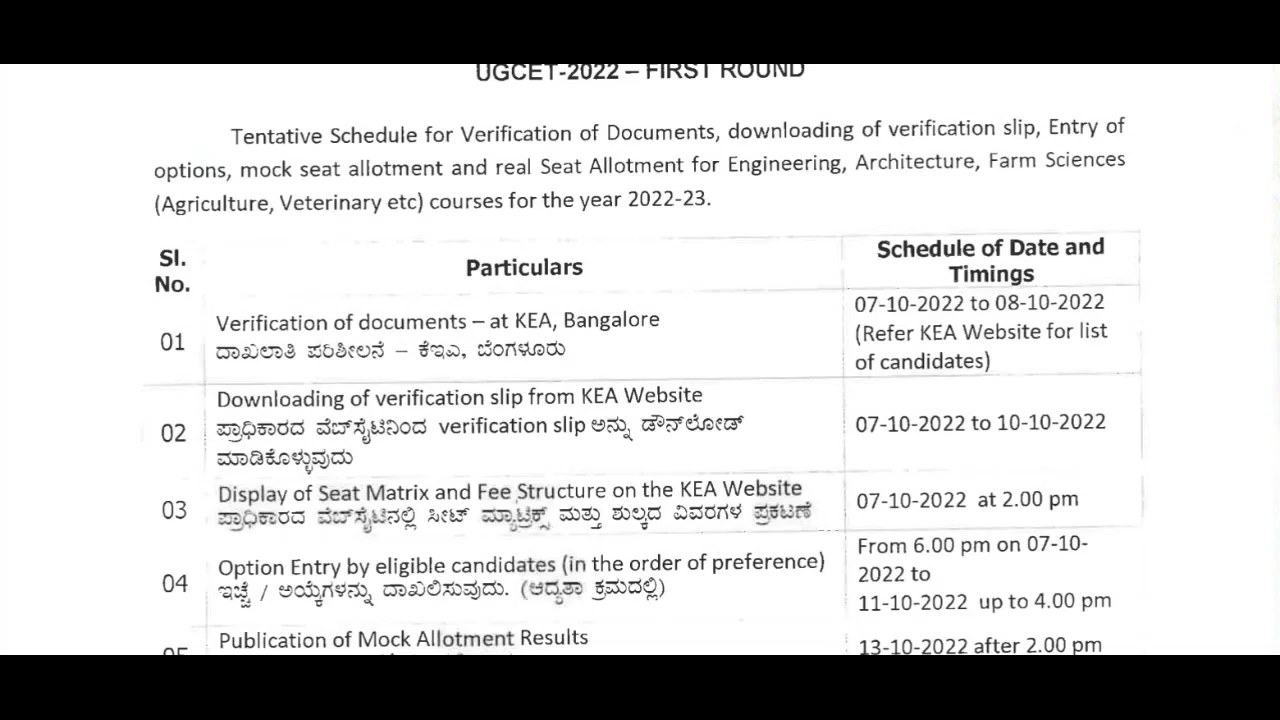 UGCET-2022 – FIRST ROUND
Tentative Schedule for Verification of Documents, downloading of verification slip, Entry of
options, mock seat allotment and real Seat Allotment for Engineering, Architecture, Farm Sciences
(Agriculture, Veterinary etc) courses for the year 2022-23.
Sl.
No.
Particulars
Schedule of Date and
Timings
01
Verification of documents – at KEA, Bangalore
ದಾಖಲಾತಿ ಪರಿಶೀಲನೆ – ಕೆಇಎ, ಬೆಂಗಳೂರು
07-10-2022 to 08-10-2022
(Refer KEA Website for list
of candidates)
02
Downloading of verification slip from KEA Website
ಪ್ರಾಧಿಕಾರದ ವೆಬ್‌ಸೈಟಿನಿಂದ verification slip ಅನ್ನು ಡೌನ್‌ಲೋಡ್
ಮಾಡಿಕೊಳ್ಳುವುದು
07-10-2022 to 10-10-2022
03
Display of Seat Matrix and Fee Structure on the KEA Website
ಪ್ರಾಧಿಕಾರದ ವೆಬ್‌ಸೈಟಿನಲ್ಲಿ ಸೀಟ್ ಮ್ಯಾಟ್ರಿಕ್ಸ್ ಮತ್ತು ಶುಲ್ಕದ ವಿವರಗಳ ಪ್ರಕಟಣೆ
07-10-2022 at 2.00 pm
04
Option Entry by eligible candidates (in the order of preference)
ಇಚ್ಛೆ / ಆಯ್ಕೆಗಳನ್ನು ದಾಖಲಿಸುವುದು. (ಆದ್ಯತಾ ಕ್ರಮದಲ್ಲಿ)
From 6.00 pm on 07-10-
2022 to
11-10-2022 up to 4.00 pm
05
Publication of Mock Allotment Results
13-10-2022 after 2.00 pm